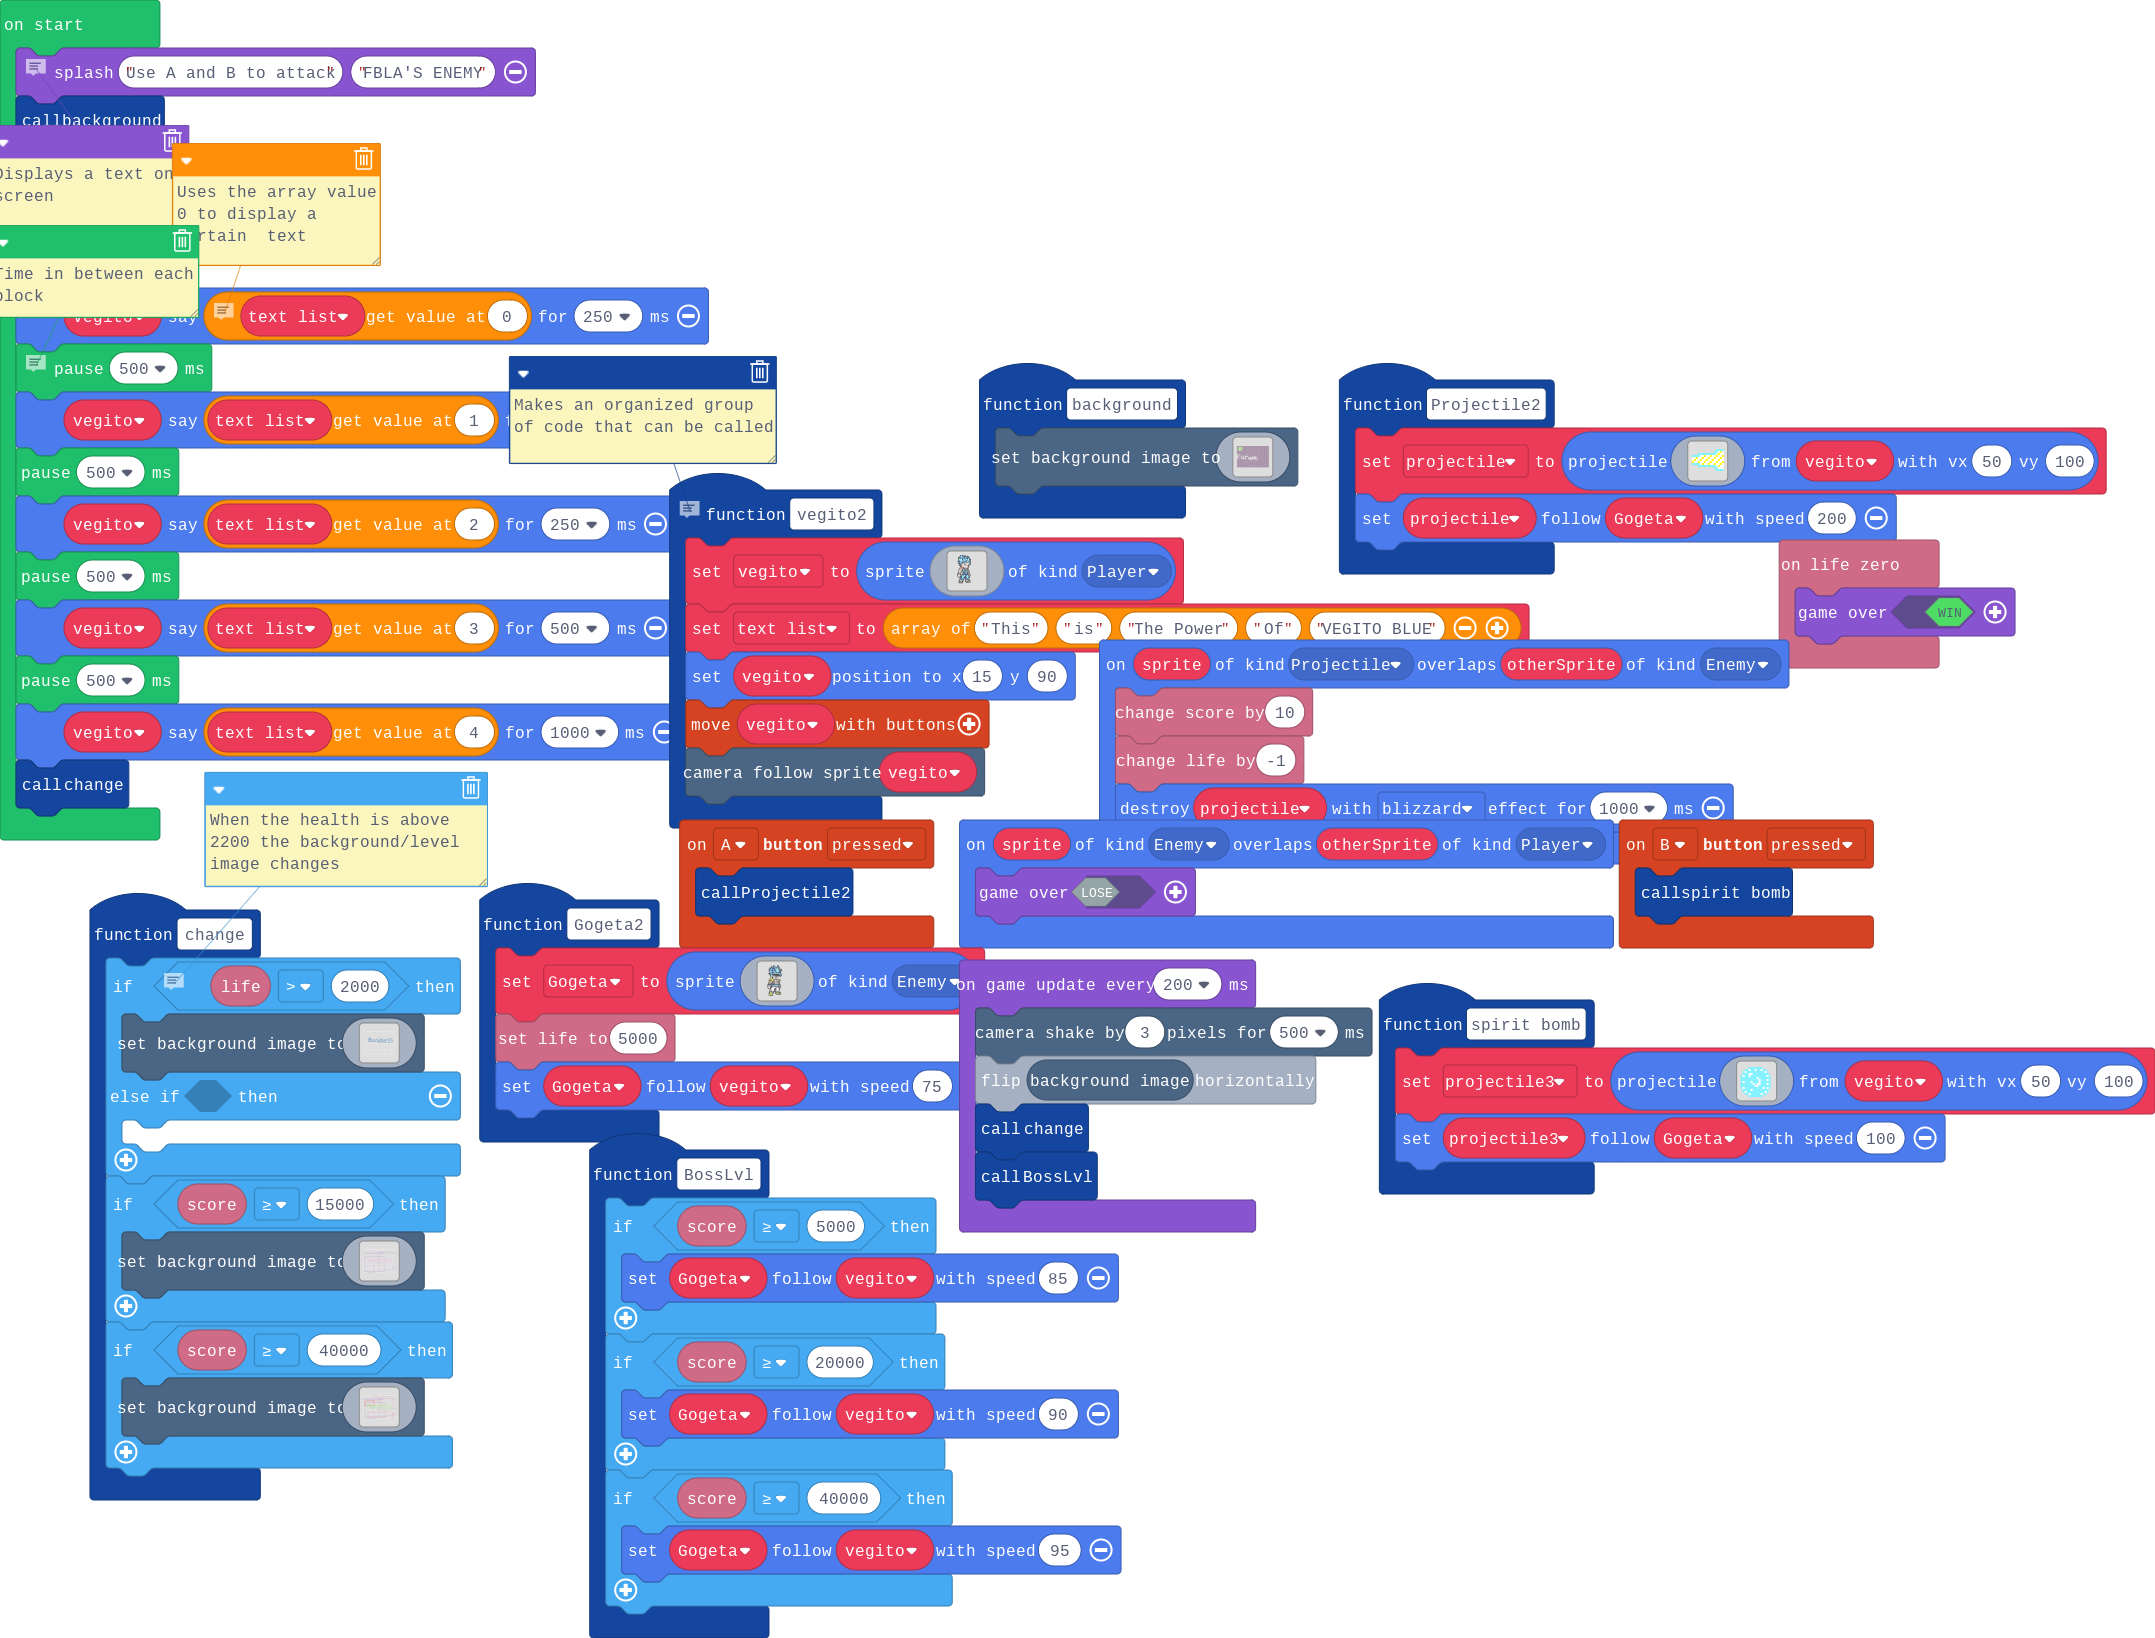 on start
splash "Use A and B to attack" "FBLA'S ENEMY"
call background
Displays a text on
screen
Uses the array value
0 to display a
rtain text
Time in between each
block
vegito say text list get value at 0 for 250 ms
pause 500 ms
vegito say text list get value at 1
pause 500 ms
vegito say text list get value at 2 for 250 ms
pause 500 ms
vegito say text list get value at 3 for 500 ms
pause 500 ms
vegito say text list get value at 4 for 1000 ms
call change
Makes an organized group
of code that can be called
function vegito2
set vegito to sprite of kind Player
set text list to array of "This" "is" "The Power" "Of" "VEGITO BLUE"
set vegito position to x 15 y 90
move vegito with buttons
camera follow sprite vegito
function background
set background image to
function Projectile2
set projectile to projectile from vegito with vx 50 vy 100
set projectile follow Gogeta with speed 200
on life zero
game over WIN
on sprite of kind Projectile overlaps otherSprite of kind Enemy
change score by 10
change life by -1
destroy projectile with blizzard effect for 1000 ms
on A button pressed
call Projectile2
on sprite of kind Enemy overlaps otherSprite of kind Player
game over LOSE
on B button pressed
call spirit bomb
When the health is above
2200 the background/level
image changes
function change
if life > 2000 then
set background image to
else if then
if score ≥ 15000 then
set background image to
if score ≥ 40000 then
set background image to
function Gogeta2
set Gogeta to sprite of kind Enemy
set life to 5000
set Gogeta follow vegito with speed 75
on game update every 200 ms
camera shake by 3 pixels for 500 ms
flip background image horizontally
call change
call BossLvl
function spirit bomb
set projectile3 to projectile from vegito with vx 50 vy 100
set projectile3 follow Gogeta with speed 100
function BossLvl
if score ≥ 5000 then
set Gogeta follow vegito with speed 85
if score ≥ 20000 then
set Gogeta follow vegito with speed 90
if score ≥ 40000 then
set Gogeta follow vegito with speed 95